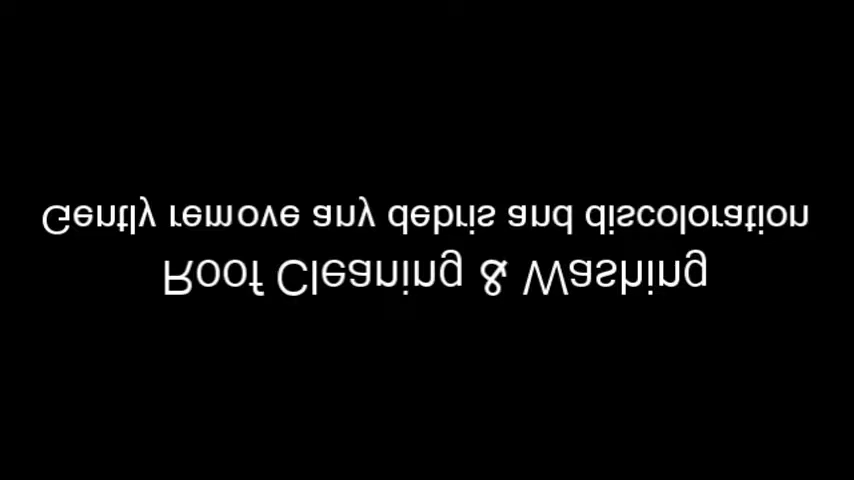 Roof Cleaning & Washing
Gently remove any debris and discoloration